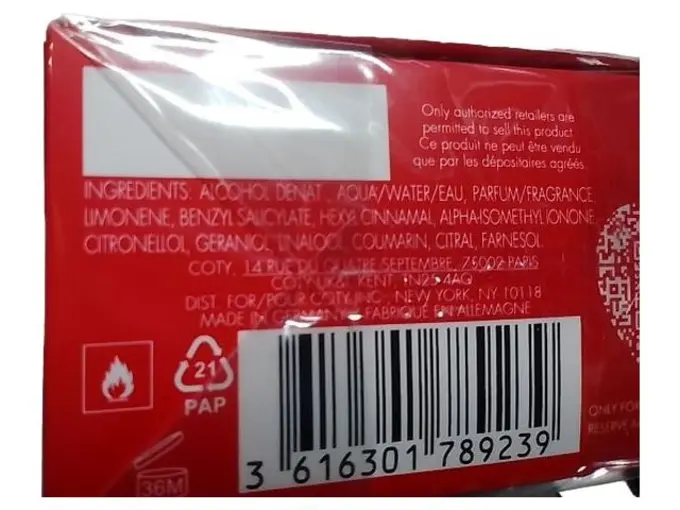 Only authorized retailers are
permitted to sell this product.
Ce produit ne peut être vendu
que par les dépositaires agréés.
INGREDIENTS: ALCOHOL DENAT., AQUA/WATER/EAU, PARFUM/FRAGRANCE,
LIMONENE, BENZYL SALICYLATE, HEXYL CINNAMAL, ALPHA-ISOMETHYL IONONE,
CITRONELLOL, GERANIOL, LINALOOL, COUMARIN, CITRAL, FARNESOL.
COTY, 14 RUE DU QUATRE-SEPTEMBRE, 75002 PARIS
COTY UK&I, KENT, TN25 4AQ
DIST. FOR/POUR COTY INC., NEW YORK, NY 10118
MADE IN GERMANY / FABRIQUÉ EN ALLEMAGNE
21
PAP
36M
3 616301 789239
ONLY FOR